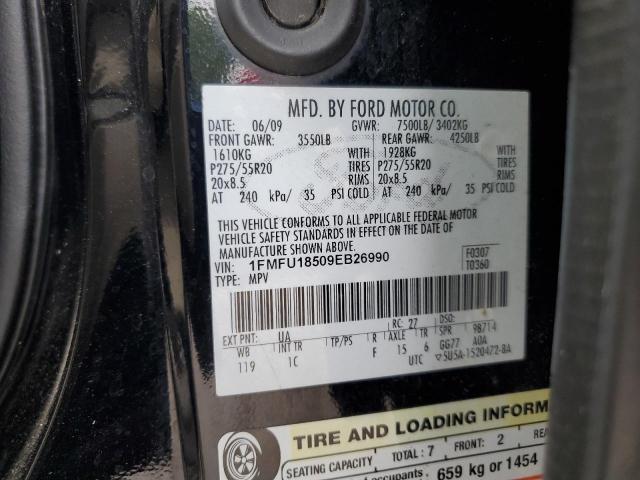 MFD. BY FORD MOTOR CO.
DATE: 06/09 GVWR: 7500LB/ 3402KG
FRONT GAWR: 3550LB REAR GAWR: 4250LB
1610KG WITH 1928KG WITH
P275/55R20 TIRES P275/55R20 TIRES
20x8.5 RIMS 20x8.5 RIMS
AT 240 kPa/ 35 PSI COLD AT 240 kPa/ 35 PSI COLD
THIS VEHICLE CONFORMS TO ALL APPLICABLE FEDERAL MOTOR
VEHICLE SAFETY STANDARDS IN EFFECT ON THE DATE OF
MANUFACTURE SHOWN ABOVE.
VIN: 1FMFU18509EB26990 F0307
TYPE: MPV T0360
EXT PNT: UA RC: 27 DSO: 98714
WB INT TR TP/PS R AXLE TR SPR
119 1C F 15 6 GG77 A0A
UTC ▽5U5A-1520472-BA
TIRE AND LOADING INFORM
SEATING CAPACITY TOTAL: 7 FRONT: 2 REA
occupants. 659 kg or 1454